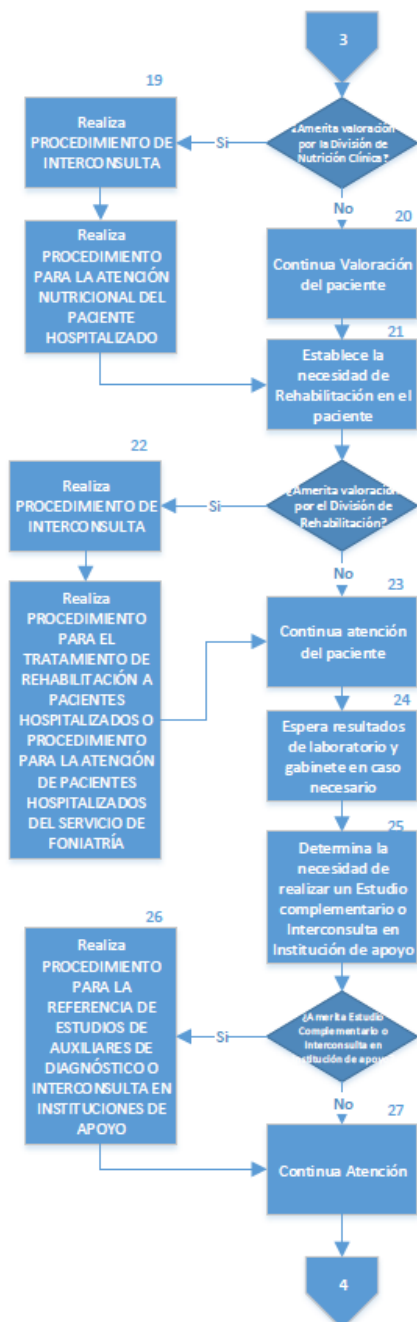 3
19
Realiza
PROCEDIMIENTO DE
INTERCONSULTA
Si
¿Amerita valoración
por la División de
Nutrición Clínica?
No
20
Realiza
PROCEDIMIENTO
PARA LA ATENCIÓN
NUTRICIONAL DEL
PACIENTE
HOSPITALIZADO
Continua Valoración
del paciente
21
Establece la
necesidad de
Rehabilitación en el
paciente
22
Realiza
PROCEDIMIENTO DE
INTERCONSULTA
Si
¿Amerita valoración
por el División de
Rehabilitación?
No
23
Realiza
PROCEDIMIENTO
PARA EL
TRATAMIENTO DE
REHABILITACIÓN A
PACIENTES
HOSPITALIZADOS O
PROCEDIMIENTO
PARA LA ATENCIÓN
DE PACIENTES
HOSPITALIZADOS
DEL SERVICIO DE
FONIATRÍA
Continua atención
del paciente
24
Espera resultados
de laboratorio y
gabinete en caso
necesario
25
Determina la
necesidad de
realizar un Estudio
complementario o
Interconsulta en
Institución de apoyo
26
Realiza
PROCEDIMIENTO
PARA LA
REFERENCIA DE
ESTUDIOS DE
AUXILIARES DE
DIAGNÓSTICO O
INTERCONSULTA EN
INSTITUCIONES DE
APOYO
Si
¿Amerita Estudio
Complementario o
Interconsulta en
stitución de apoy
No
27
Continua Atención
4